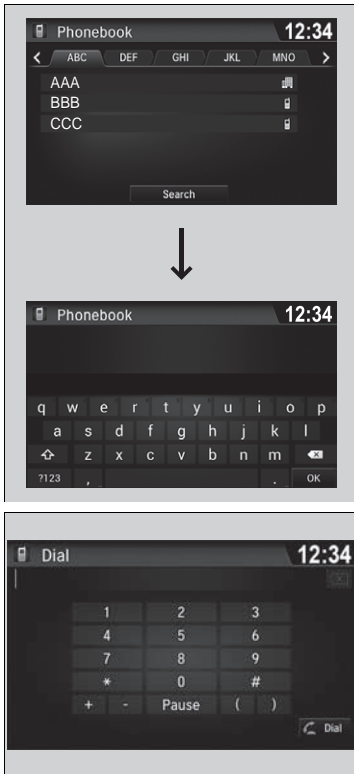 Phonebook 12:34
< ABC DEF GHI JKL MNO >
AAA
BBB
CCC
Search
Phonebook 12:34
q w e r t y u i o p
a s d f g h j k l
z x c v b n m
?123 , . OK
Dial 12:34
1 2 3
4 5 6
7 8 9
* 0 #
+ - Pause ( )
Dial